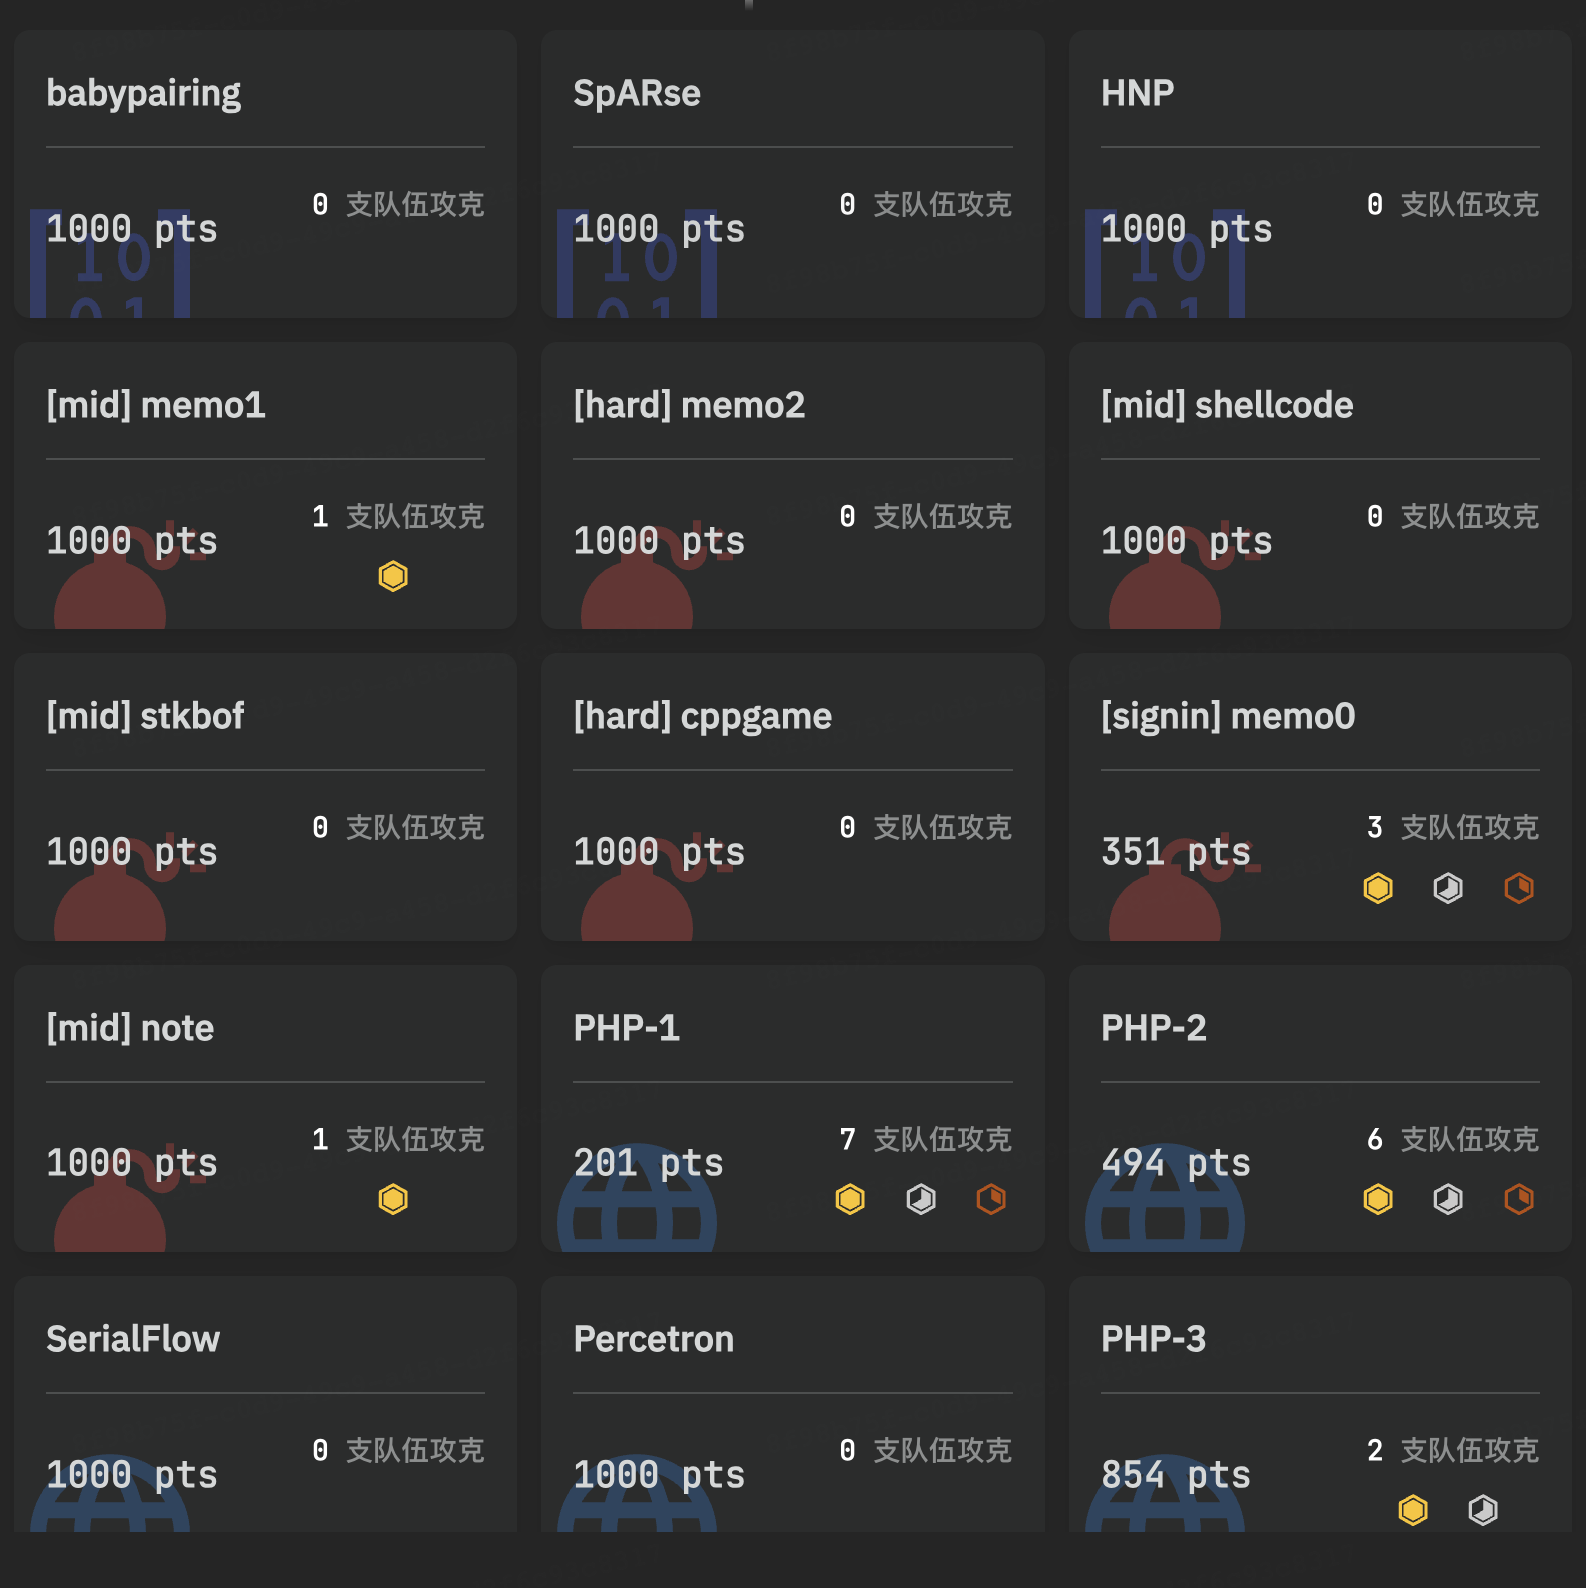 babypairing
1000 pts
0 支队伍攻克
SpARse
1000 pts
0 支队伍攻克
HNP
1000 pts
0 支队伍攻克
[mid] memo1
1000 pts
1 支队伍攻克
[hard] memo2
1000 pts
0 支队伍攻克
[mid] shellcode
1000 pts
0 支队伍攻克
[mid] stkbof
1000 pts
0 支队伍攻克
[hard] cppgame
1000 pts
0 支队伍攻克
[signin] memo0
351 pts
3 支队伍攻克
[mid] note
1000 pts
1 支队伍攻克
PHP-1
201 pts
7 支队伍攻克
PHP-2
494 pts
6 支队伍攻克
SerialFlow
1000 pts
0 支队伍攻克
Percetron
1000 pts
0 支队伍攻克
PHP-3
854 pts
2 支队伍攻克